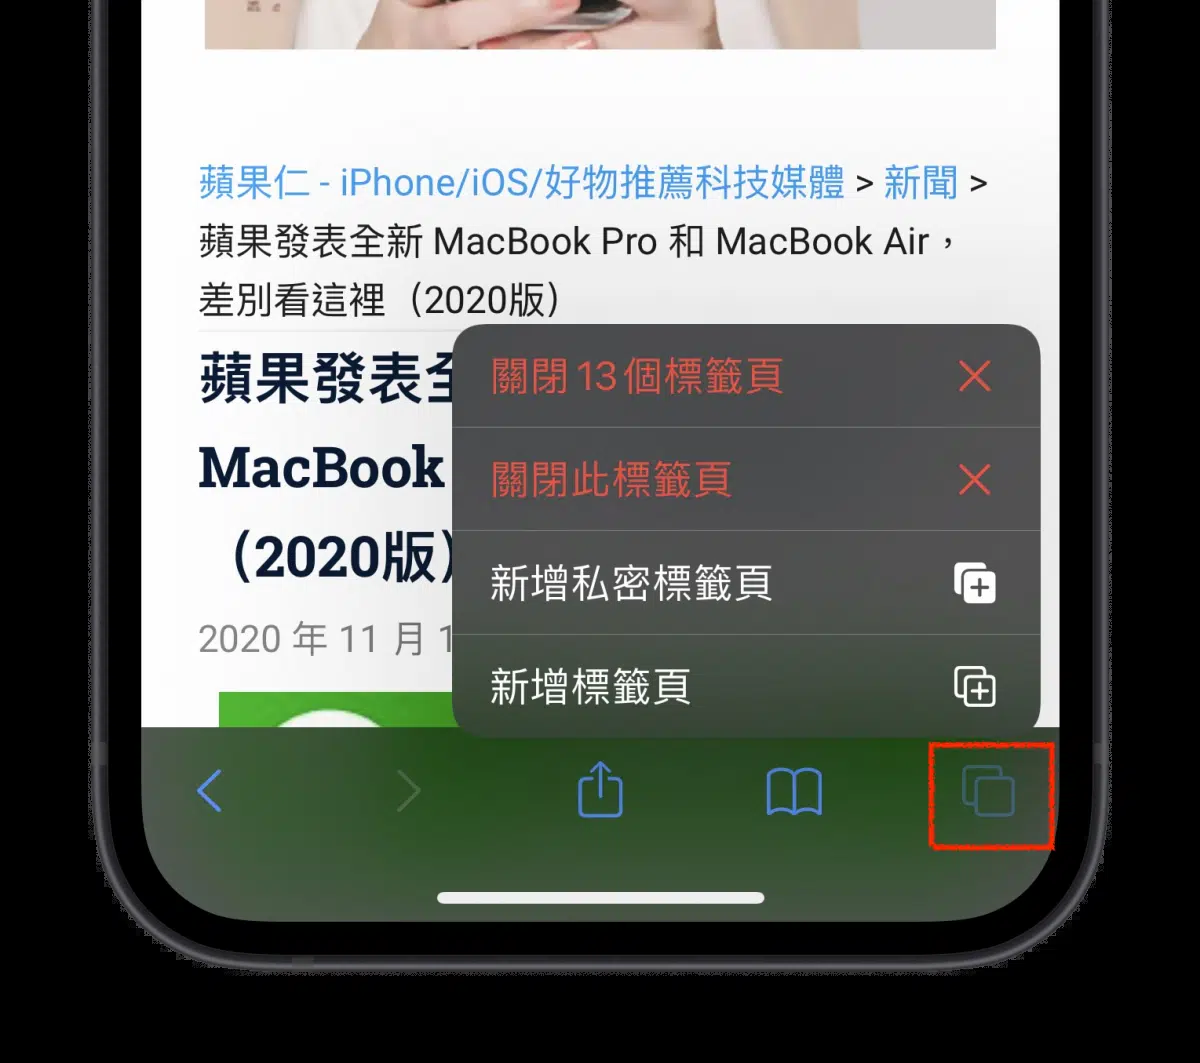 蘋果仁 - iPhone/iOS/好物推薦科技媒體 > 新聞 >
蘋果發表全新 MacBook Pro 和 MacBook Air，
差別看這裡（2020版）
蘋果發表全
MacBook
（2020版）
2020 年 11 月 1
關閉 13 個標籤頁
關閉此標籤頁
新增私密標籤頁
新增標籤頁